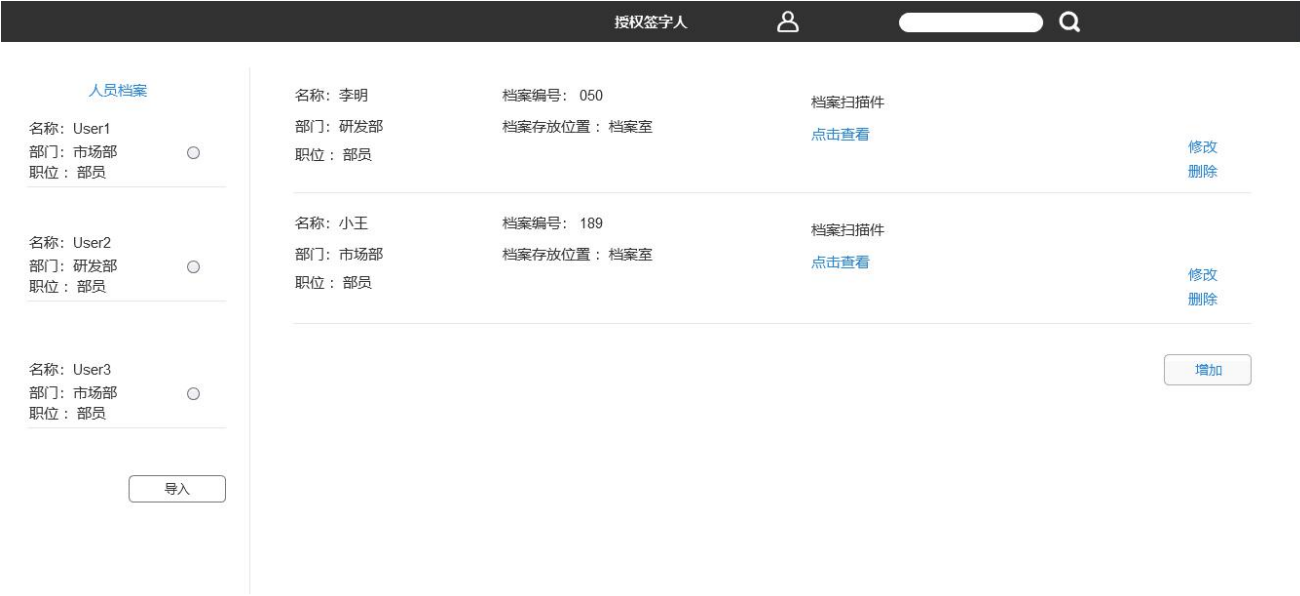 授权签字人
人员档案
名称：User1
部门：市场部
职位：部员
名称：User2
部门：研发部
职位：部员
名称：User3
部门：市场部
职位：部员
导入
名称：李明
档案编号： 050
档案扫描件
部门：研发部
档案存放位置：档案室
点击查看
职位：部员
修改
删除
名称：小王
档案编号： 189
档案扫描件
部门：市场部
档案存放位置：档案室
点击查看
职位：部员
修改
删除
增加